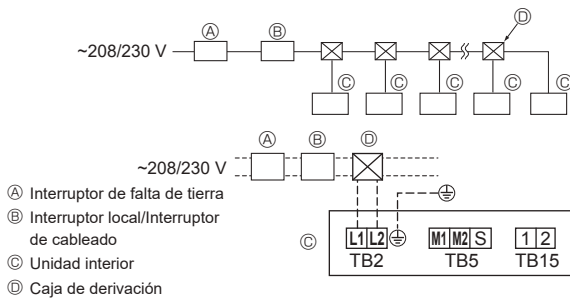 Ⓐ Ⓑ Ⓓ
~208/230 V
Ⓒ Ⓒ Ⓒ Ⓒ Ⓒ
Ⓐ Ⓑ Ⓓ
~208/230 V
Ⓐ Interruptor de falta de tierra
Ⓑ Interruptor local/Interruptor
de cableado
Ⓒ Unidad interior
Ⓓ Caja de derivación
Ⓒ L1 L2 M1 M2 S 1 2
TB2 TB5 TB15